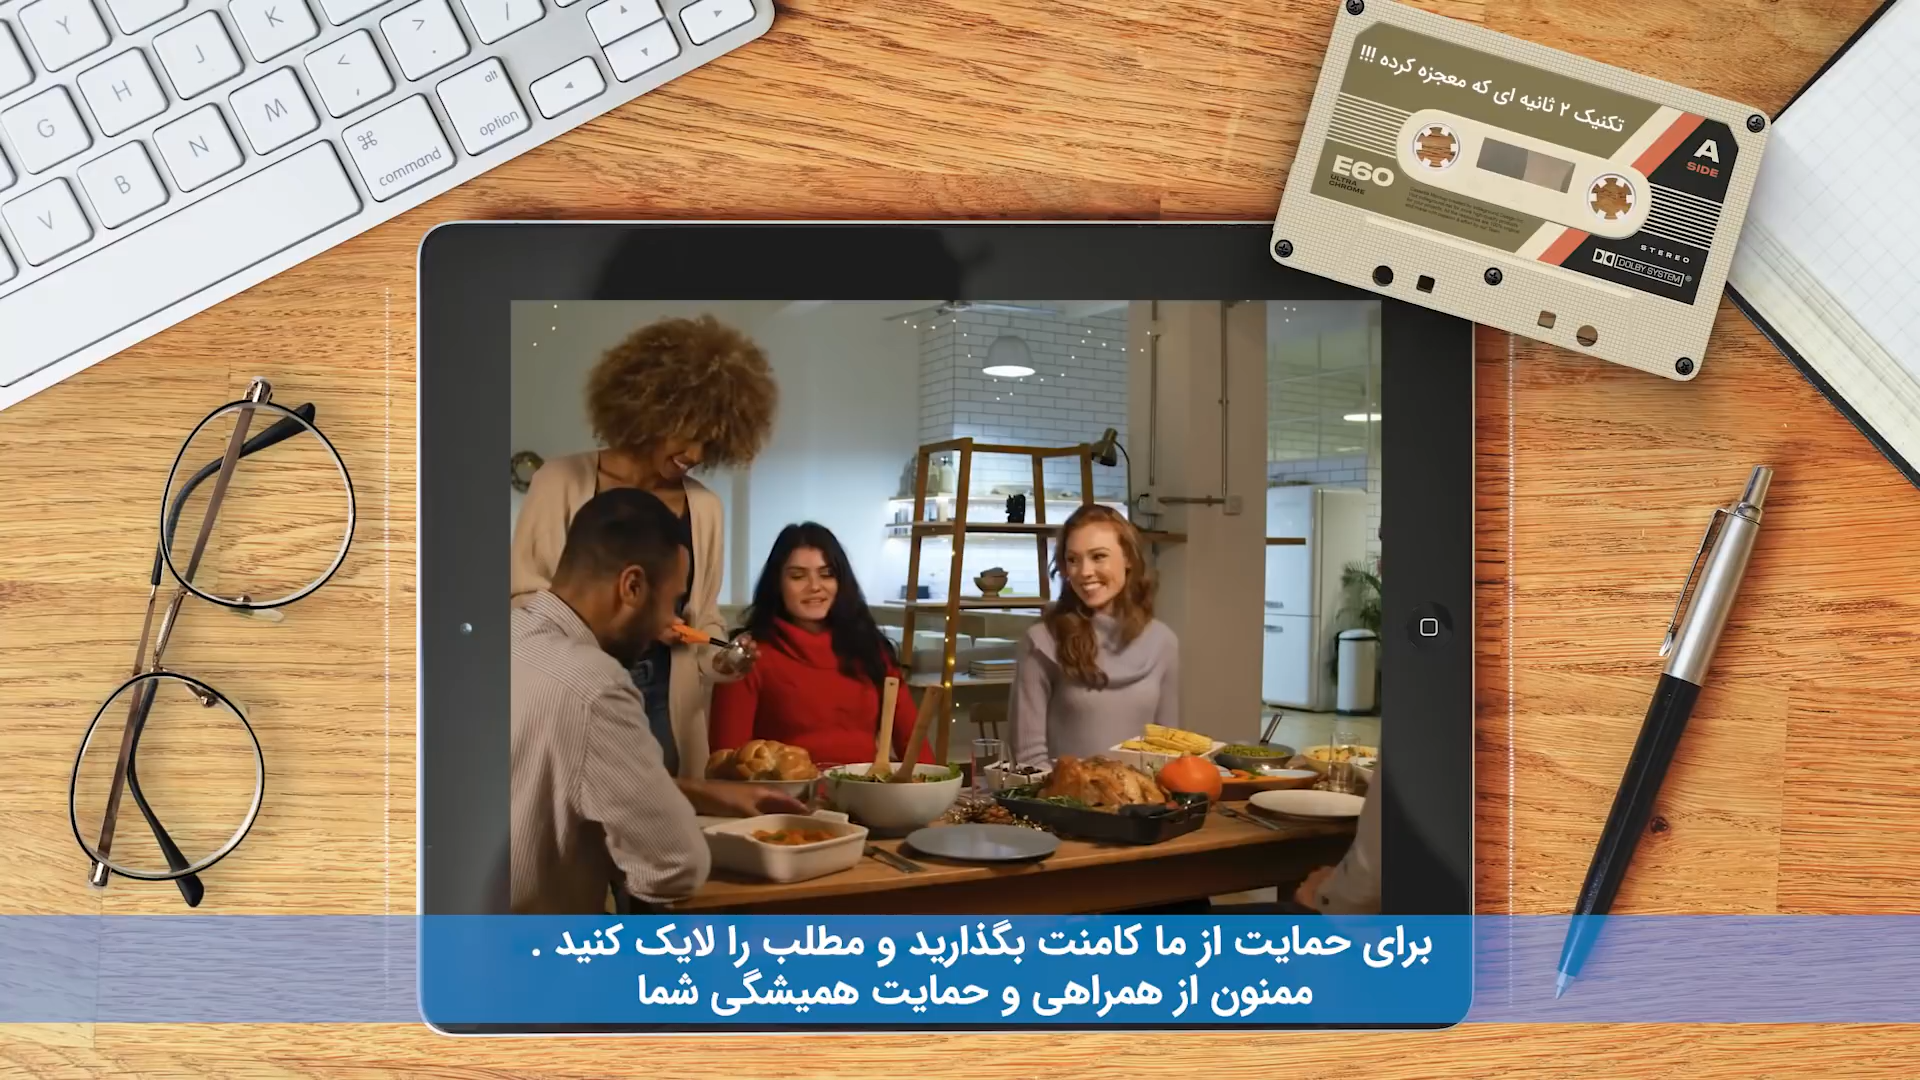 Y
K
>
.
/
G
H
J
<
,
alt
option
V
B
N
M
⌘
command
تکنیک ۲ ثانیه ای که معجزه کرده !!!
A
SIDE
E60
ULTRA
CHROME
STEREO
DOLBY SYSTEM ®
برای حمایت از ما کامنت بگذارید و مطلب را لایک کنید .
ممنون از همراهی و حمایت همیشگی شما